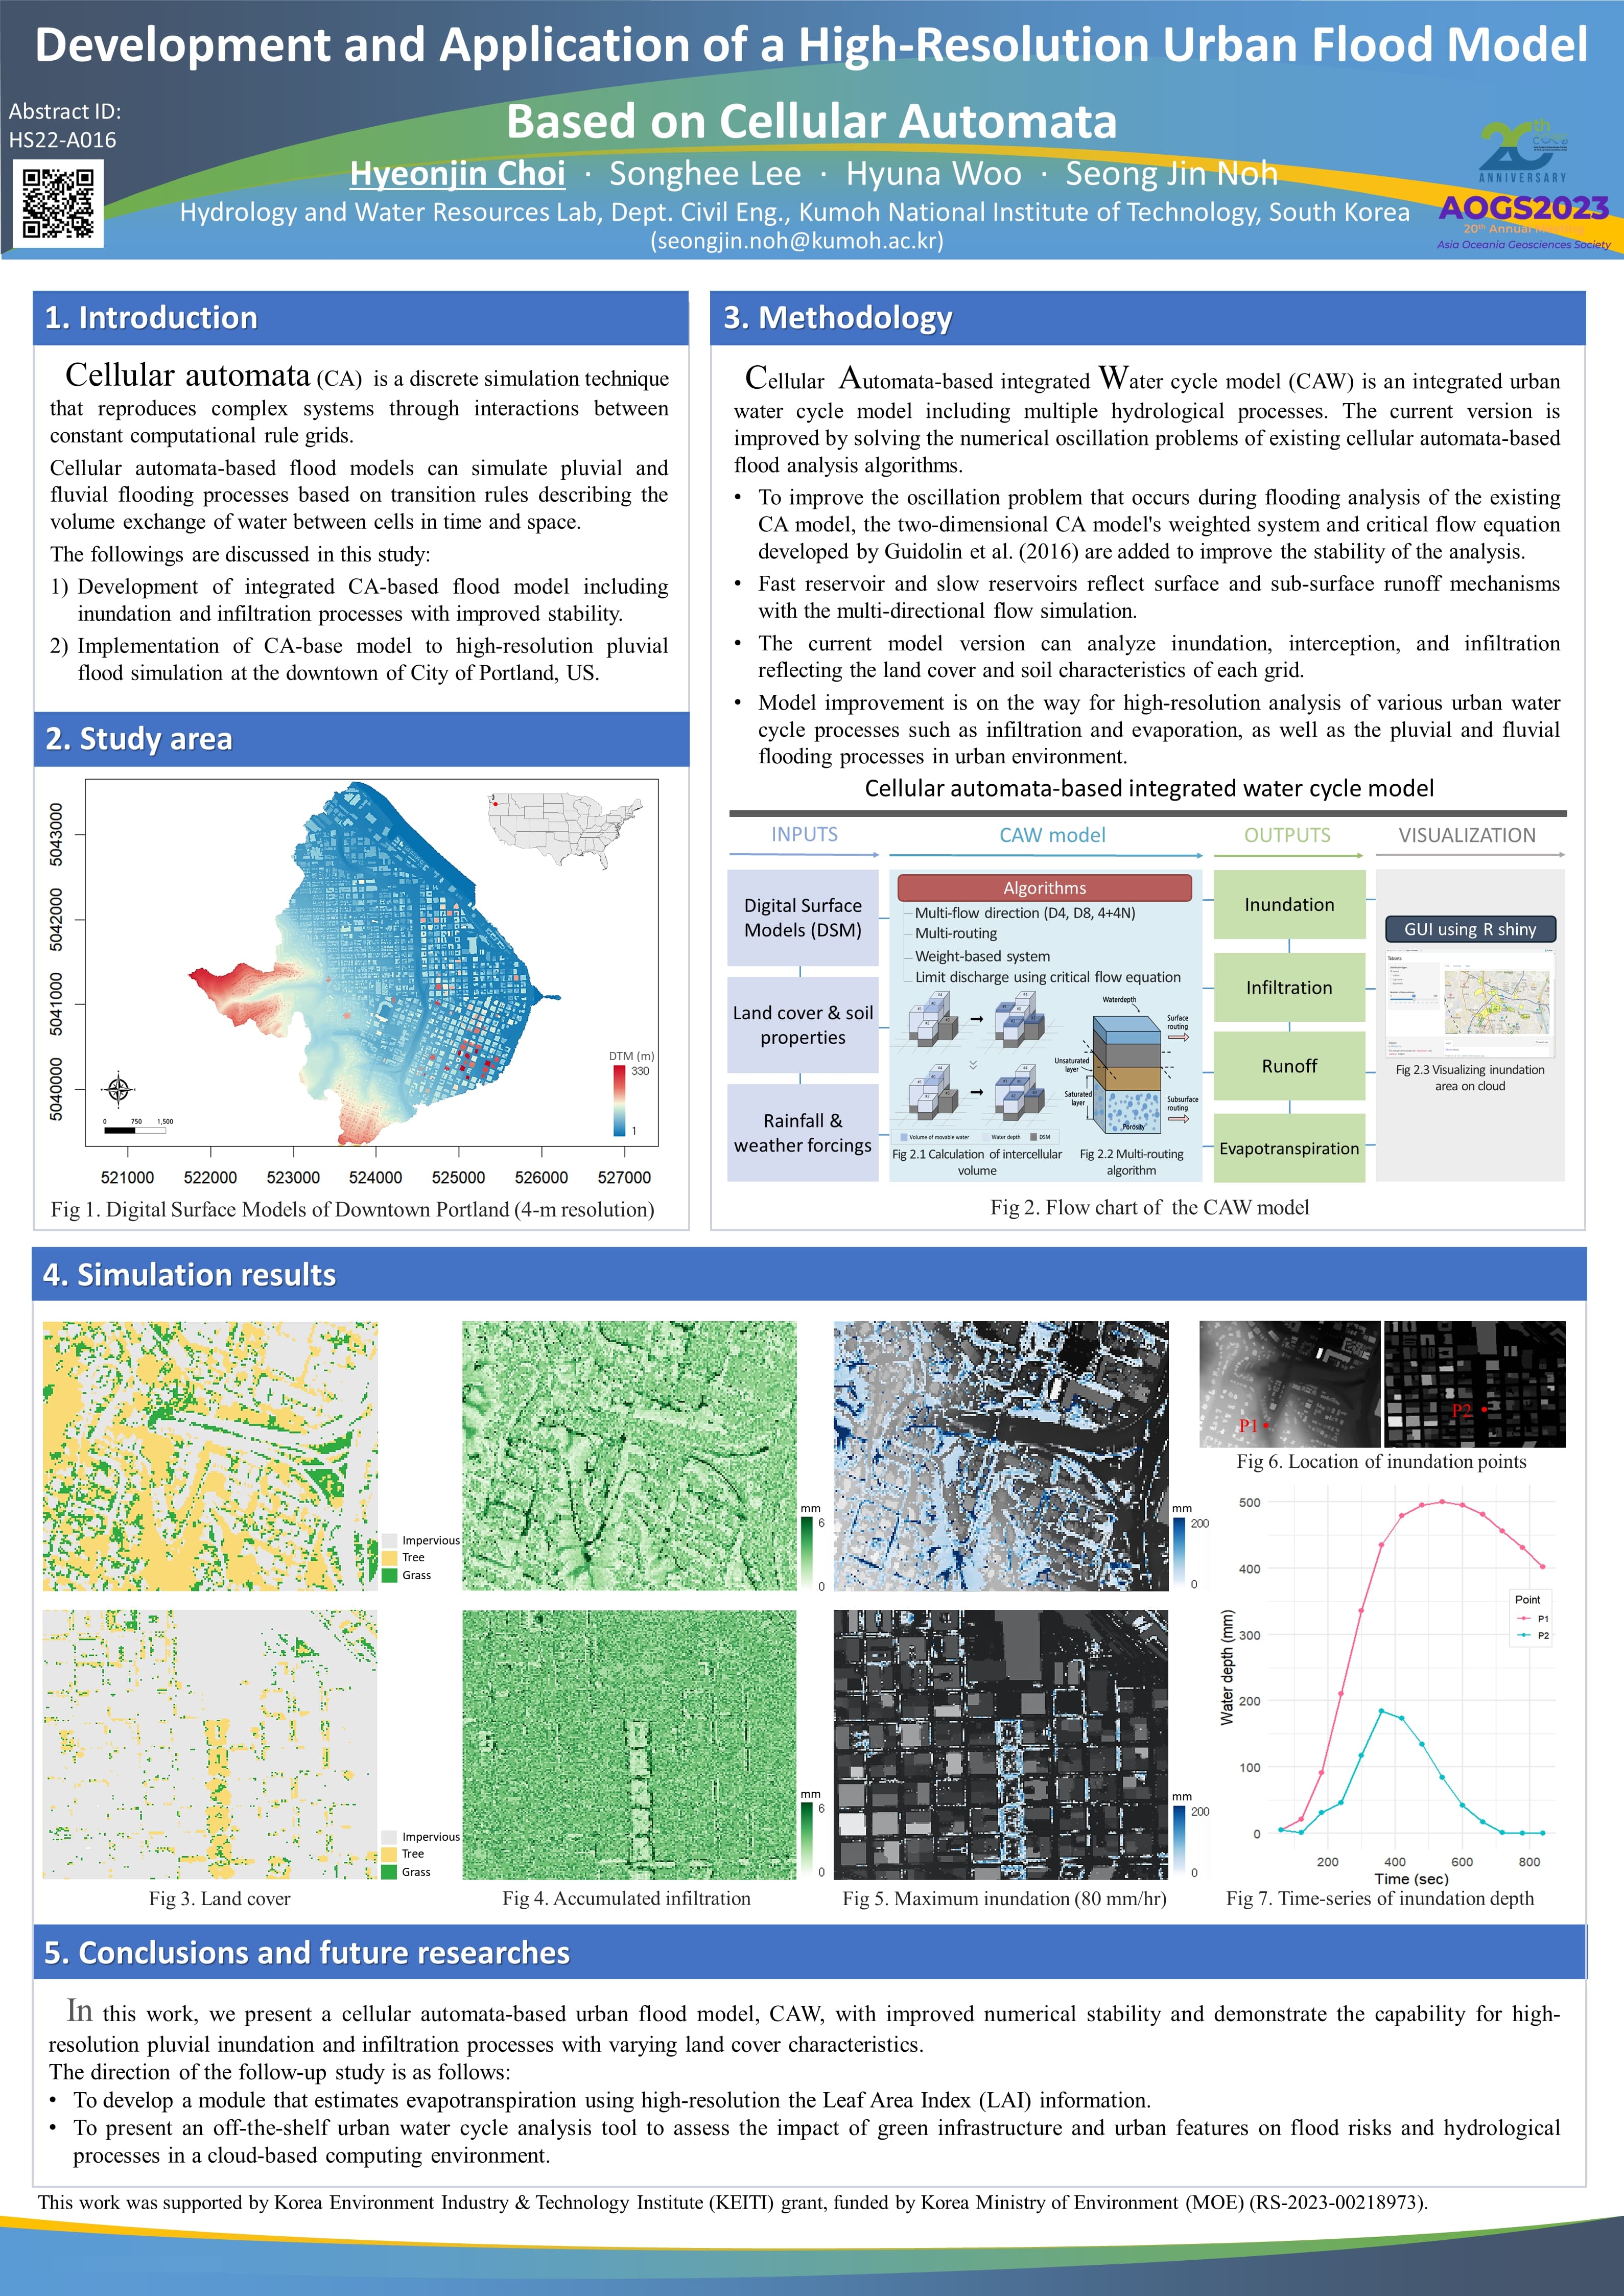 Development and Application of a High-Resolution Urban Flood Model
Based on Cellular Automata
Abstract ID:
HS22-A016
Hyeonjin Choi · Songhee Lee · Hyuna Woo · Seong Jin Noh
Hydrology and Water Resources Lab, Dept. Civil Eng., Kumoh National Institute of Technology, South Korea
(seongjin.noh@kumoh.ac.kr)
20th
ANNIVERSARY
AOGS2023
20th Annual Meeting
Asia Oceania Geosciences Society
1. Introduction
Cellular automata (CA) is a discrete simulation technique
that reproduces complex systems through interactions between
constant computational rule grids.
Cellular automata-based flood models can simulate pluvial and
fluvial flooding processes based on transition rules describing the
volume exchange of water between cells in time and space.
The followings are discussed in this study:
1) Development of integrated CA-based flood model including
inundation and infiltration processes with improved stability.
2) Implementation of CA-base model to high-resolution pluvial
flood simulation at the downtown of City of Portland, US.
2. Study area
5043000
5042000
5041000
5040000
DTM (m)
330
1
0 750 1,500
521000 522000 523000 524000 525000 526000 527000
Fig 1. Digital Surface Models of Downtown Portland (4-m resolution)
3. Methodology
Cellular Automata-based integrated Water cycle model (CAW) is an integrated urban
water cycle model including multiple hydrological processes. The current version is
improved by solving the numerical oscillation problems of existing cellular automata-based
flood analysis algorithms.
• To improve the oscillation problem that occurs during flooding analysis of the existing
CA model, the two-dimensional CA model's weighted system and critical flow equation
developed by Guidolin et al. (2016) are added to improve the stability of the analysis.
• Fast reservoir and slow reservoirs reflect surface and sub-surface runoff mechanisms
with the multi-directional flow simulation.
• The current model version can analyze inundation, interception, and infiltration
reflecting the land cover and soil characteristics of each grid.
• Model improvement is on the way for high-resolution analysis of various urban water
cycle processes such as infiltration and evaporation, as well as the pluvial and fluvial
flooding processes in urban environment.
Cellular automata-based integrated water cycle model
INPUTS
CAW model
OUTPUTS
VISUALIZATION
Digital Surface
Models (DSM)
Land cover & soil
properties
Rainfall &
weather forcings
Algorithms
Multi-flow direction (D4, D8, 4+4N)
Multi-routing
Weight-based system
Limit discharge using critical flow equation
Waterdepth
Surface
routing
Unsaturated
layer
Saturated
layer
Subsurface
routing
Porosity
Volume of movable water Water depth DSM
Fig 2.1 Calculation of intercellular
volume
Fig 2.2 Multi-routing
algorithm
Inundation
Infiltration
Runoff
Evapotranspiration
GUI using R shiny
Fig 2.3 Visualizing inundation
area on cloud
Fig 2. Flow chart of the CAW model
4. Simulation results
Impervious
Tree
Grass
mm
6
0
mm
200
0
P1
P2
Fig 6. Location of inundation points
Impervious
Tree
Grass
mm
6
0
mm
200
0
Fig 3. Land cover
Fig 4. Accumulated infiltration
Fig 5. Maximum inundation (80 mm/hr)
500
400
300
200
100
0
Water depth (mm)
Point
P1
P2
200 400 600 800
Time (sec)
Fig 7. Time-series of inundation depth
5. Conclusions and future researches
In this work, we present a cellular automata-based urban flood model, CAW, with improved numerical stability and demonstrate the capability for high-
resolution pluvial inundation and infiltration processes with varying land cover characteristics.
The direction of the follow-up study is as follows:
• To develop a module that estimates evapotranspiration using high-resolution the Leaf Area Index (LAI) information.
• To present an off-the-shelf urban water cycle analysis tool to assess the impact of green infrastructure and urban features on flood risks and hydrological
processes in a cloud-based computing environment.
This work was supported by Korea Environment Industry & Technology Institute (KEITI) grant, funded by Korea Ministry of Environment (MOE) (RS-2023-00218973).